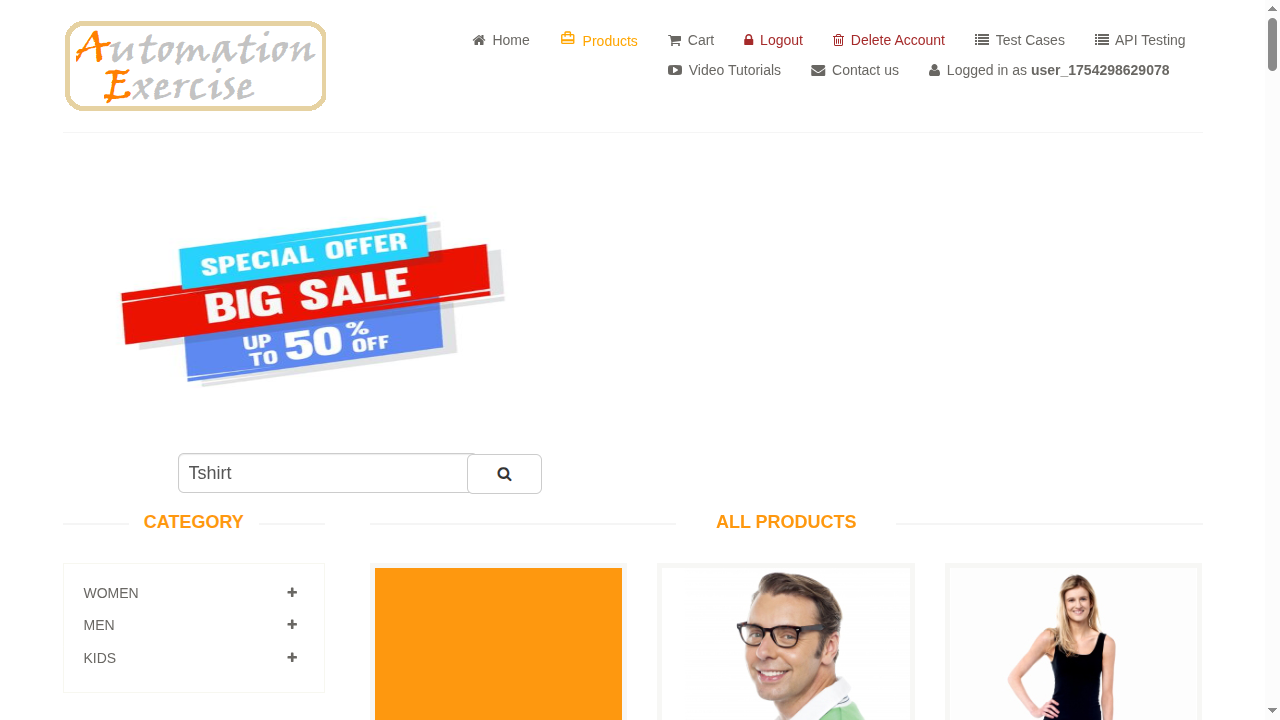 Automation
Exercise
Home
Products
Cart
Logout
Delete Account
Test Cases
API Testing
Video Tutorials
Contact us
Logged in as user_1754298629078
SPECIAL OFFER
BIG SALE
UP TO 50% OFF
Tshirt
CATEGORY
ALL PRODUCTS
WOMEN
MEN
KIDS